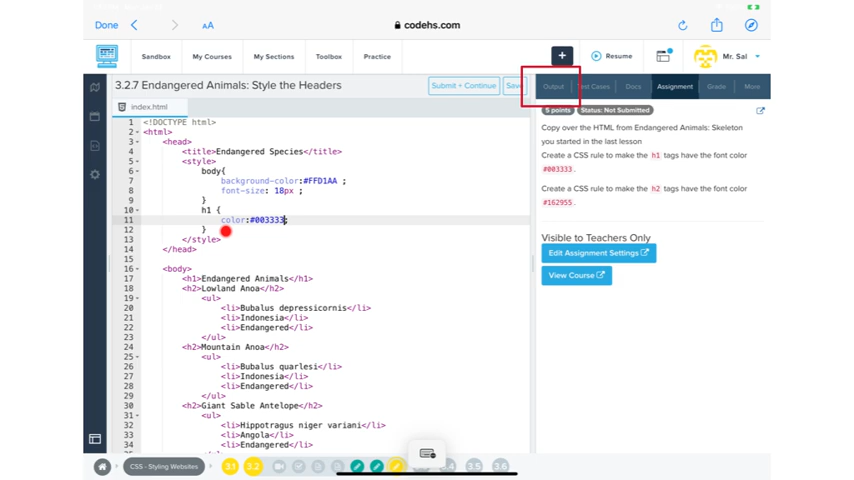 Done
AA
codehs.com
Sandbox
My Courses
My Sections
Toolbox
Practice
+
Resume
Mr. Sal
3.2.7 Endangered Animals: Style the Headers
Submit + Continue
Save
Output
Test Cases
Docs
Assignment
Grade
More
index.html
1 <!DOCTYPE html>
2 <html>
3 <head>
4 <title>Endangered Species</title>
5 <style>
6 body{
7 background-color:#FFD1AA ;
8 font-size: 18px ;
9 }
10 h1 {
11 color:#003333;
12 }
13 </style>
14 </head>
15
16 <body>
17 <h1>Endangered Animals</h1>
18 <h2>Lowland Anoa</h2>
19 <ul>
20 <li>Bubalus depressicornis</li>
21 <li>Indonesia</li>
22 <li>Endangered</li>
23 </ul>
24 <h2>Mountain Anoa</h2>
25 <ul>
26 <li>Bubalus quarlesi</li>
27 <li>Indonesia</li>
28 <li>Endangered</li>
29 </ul>
30 <h2>Giant Sable Antelope</h2>
31 <ul>
32 <li>Hippotragus niger variani</li>
33 <li>Angola</li>
34 <li>Endangered</li>
5 points
Status: Not Submitted
Copy over the HTML from Endangered Animals: Skeleton
you started in the last lesson
Create a CSS rule to make the h1 tags have the font color
#003333.
Create a CSS rule to make the h2 tags have the font color
#162955.
Visible to Teachers Only
Edit Assignment Settings
View Course
CSS - Styling Websites
3.1
3.2
3.5
3.6